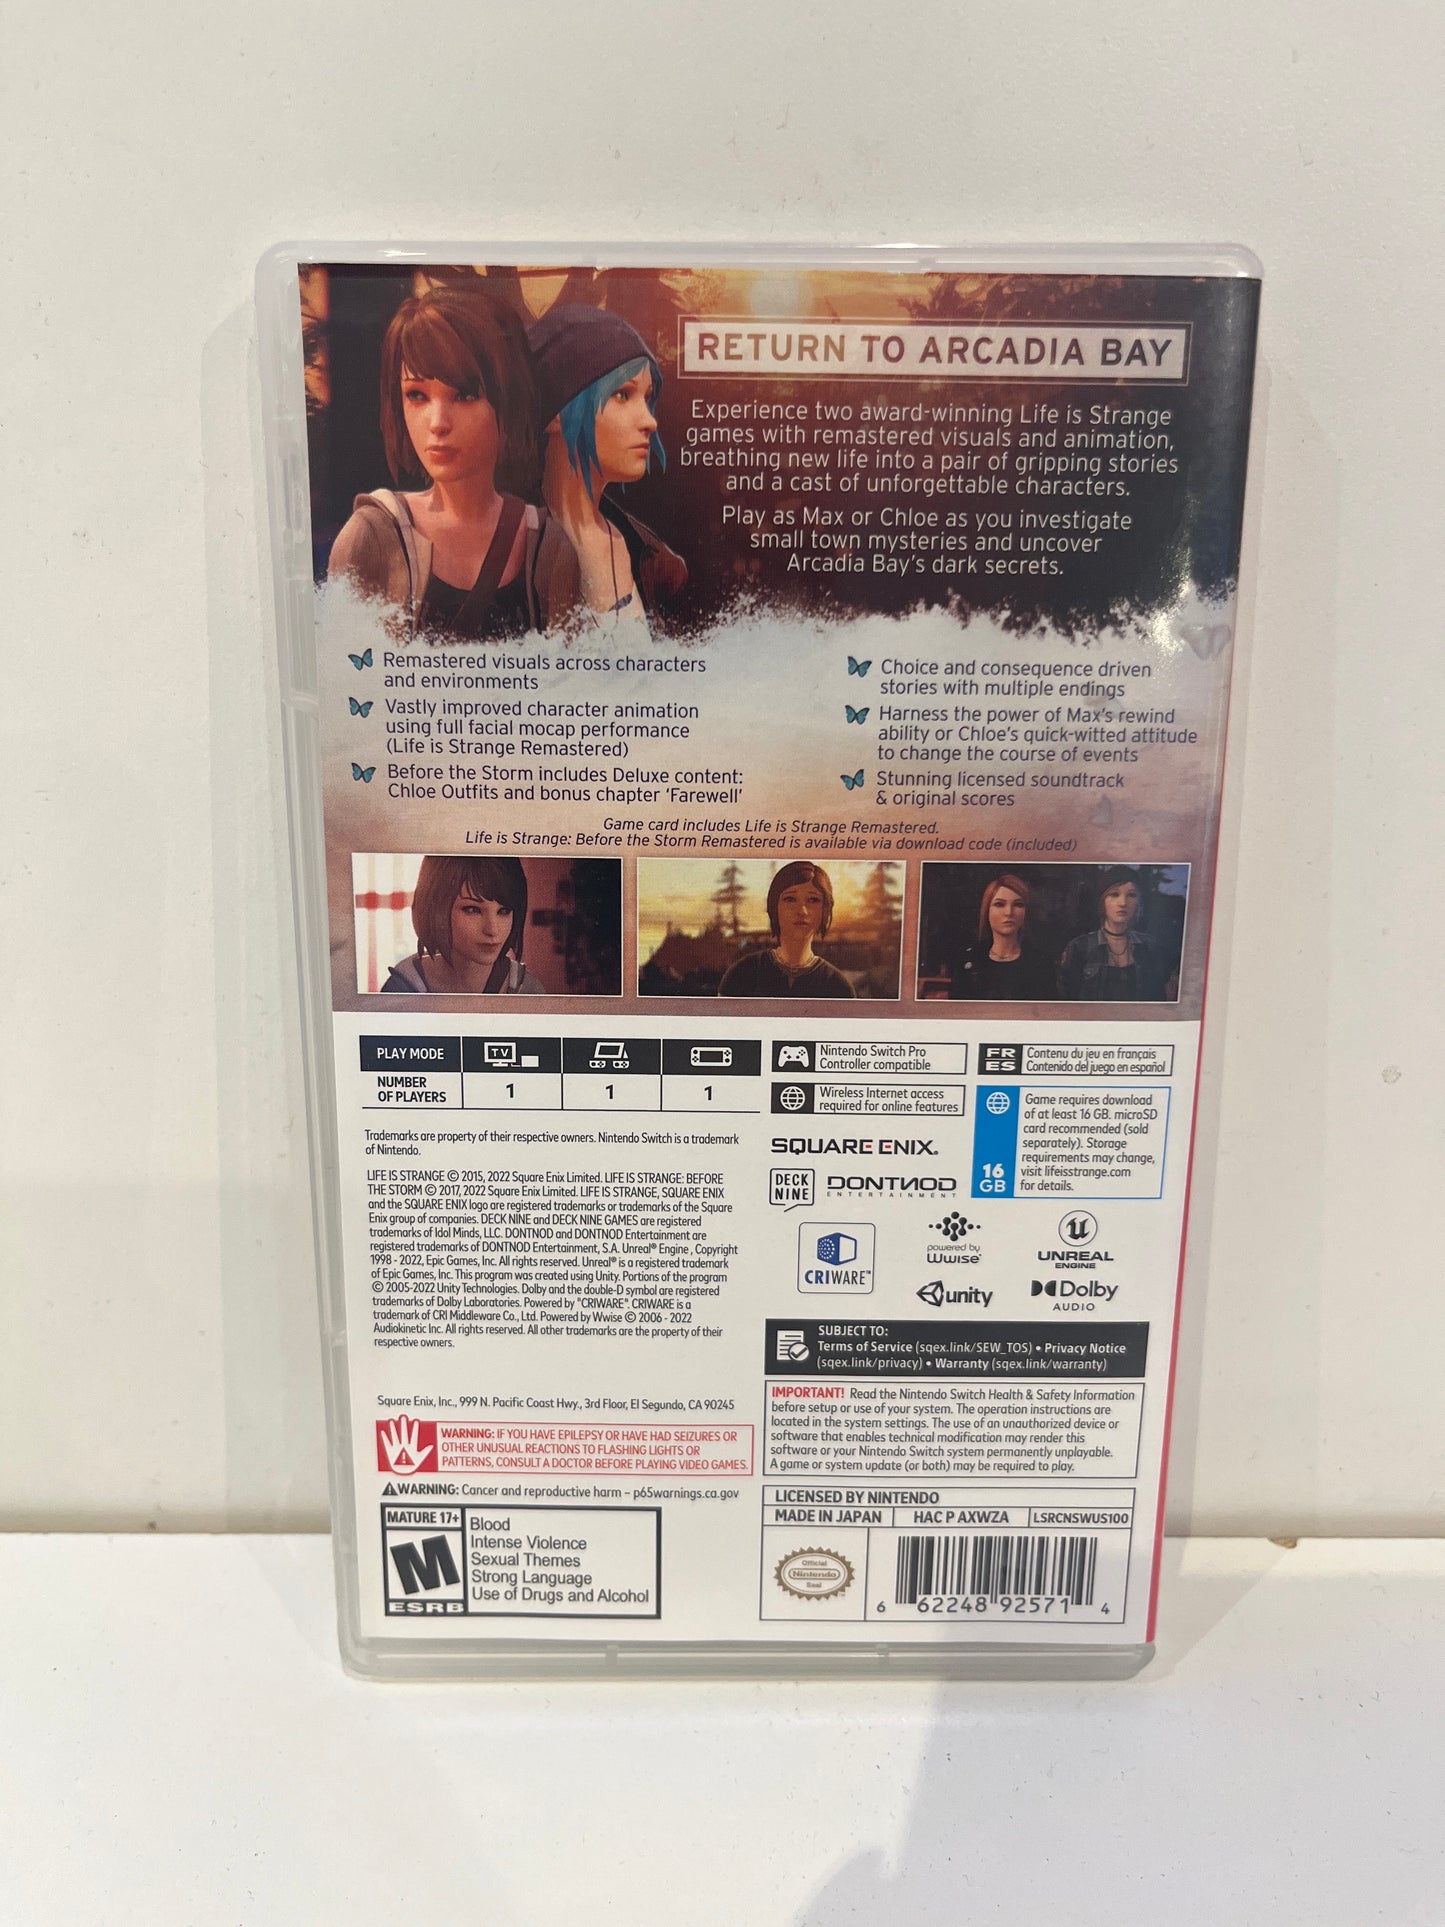 RETURN TO ARCADIA BAY
Experience two award-winning Life is Strange
games with remastered visuals and animation,
breathing new life into a pair of gripping stories
and a cast of unforgettable characters.
Play as Max or Chloe as you investigate
small town mysteries and uncover
Arcadia Bay's dark secrets.
Remastered visuals across characters
and environments
Vastly improved character animation
using full facial mocap performance
(Life is Strange Remastered)
Before the Storm includes Deluxe content:
Chloe Outfits and bonus chapter 'Farewell'
Choice and consequence driven
stories with multiple endings
Harness the power of Max's rewind
ability or Chloe's quick-witted attitude
to change the course of events
Stunning licensed soundtrack
& original scores
Game card includes Life is Strange Remastered.
Life is Strange: Before the Storm Remastered is available via download code (included)
PLAY MODE
TV
NUMBER
OF PLAYERS
1
1
1
Nintendo Switch Pro
Controller compatible
Wireless Internet access
required for online features
FR
ES
Contenu du jeu en français
Contenido del juego en español
Game requires download
of at least 16 GB. microSD
card recommended (sold
separately). Storage
requirements may change,
visit lifeisstrange.com
for details.
16
GB
Trademarks are property of their respective owners. Nintendo Switch is a trademark
of Nintendo.
LIFE IS STRANGE © 2015, 2022 Square Enix Limited. LIFE IS STRANGE: BEFORE
THE STORM © 2017, 2022 Square Enix Limited. LIFE IS STRANGE, SQUARE ENIX
and the SQUARE ENIX logo are registered trademarks or trademarks of the Square
Enix group of companies. DECK NINE and DECK NINE GAMES are registered
trademarks of Idol Minds, LLC. DONTNOD and DONTNOD Entertainment are
registered trademarks of DONTNOD Entertainment, S.A. Unreal® Engine , Copyright
1998 - 2022, Epic Games, Inc. All rights reserved. Unreal® is a registered trademark
of Epic Games, Inc. This program was created using Unity. Portions of the program
© 2005-2022 Unity Technologies. Dolby and the double-D symbol are registered
trademarks of Dolby Laboratories. Powered by "CRIWARE". CRIWARE is a
trademark of CRI Middleware Co., Ltd. Powered by Wwise © 2006 - 2022
Audiokinetic Inc. All rights reserved. All other trademarks are the property of their
respective owners.
SQUARE ENIX.
DECK
NINE
DONTNOD
ENTERTAINMENT
CRIWARE™
powered by
Wwise
UNREAL
ENGINE
unity
Dolby
AUDIO
SUBJECT TO:
Terms of Service (sqex.link/SEW_TOS) • Privacy Notice
(sqex.link/privacy) • Warranty (sqex.link/warranty)
Square Enix, Inc., 999 N. Pacific Coast Hwy., 3rd Floor, El Segundo, CA 90245
WARNING: IF YOU HAVE EPILEPSY OR HAVE HAD SEIZURES OR
OTHER UNUSUAL REACTIONS TO FLASHING LIGHTS OR
PATTERNS, CONSULT A DOCTOR BEFORE PLAYING VIDEO GAMES.
WARNING: Cancer and reproductive harm – p65warnings.ca.gov
IMPORTANT! Read the Nintendo Switch Health & Safety Information
before setup or use of your system. The operation instructions are
located in the system settings. The use of an unauthorized device or
software that enables technical modification may render this
software or your Nintendo Switch system permanently unplayable.
A game or system update (or both) may be required to play.
MATURE 17+
M
ESRB
Blood
Intense Violence
Sexual Themes
Strong Language
Use of Drugs and Alcohol
LICENSED BY NINTENDO
MADE IN JAPAN HAC P AXWZA LSRCNSWUS100
Official
Nintendo
Seal
6 62248 92571 4